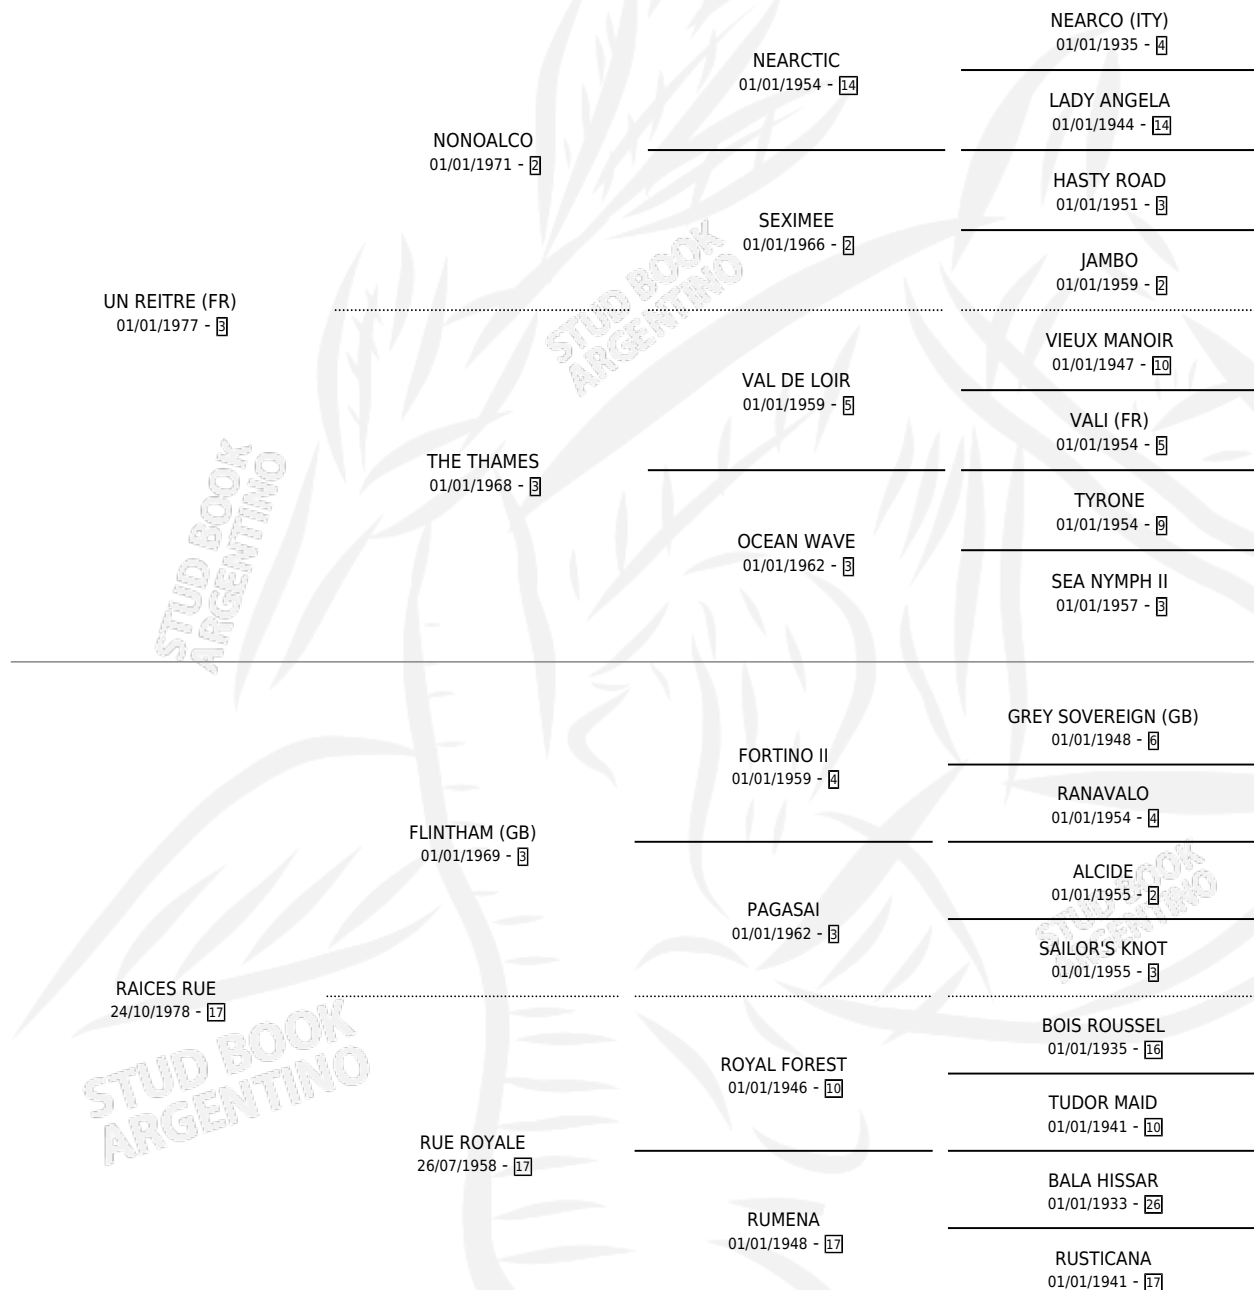 NEARCO (ITY)
01/01/1935 - 4
NEARCTIC
01/01/1954 - 14
LADY ANGELA
01/01/1944 - 14
NONOALCO
01/01/1971 - 2
HASTY ROAD
01/01/1951 - 3
SEXIMEE
01/01/1966 - 2
JAMBO
01/01/1959 - 2
UN REITRE (FR)
01/01/1977 - 3
VIEUX MANOIR
01/01/1947 - 10
VAL DE LOIR
01/01/1959 - 5
VALI (FR)
01/01/1954 - 5
THE THAMES
01/01/1968 - 3
TYRONE
01/01/1954 - 9
OCEAN WAVE
01/01/1962 - 3
SEA NYMPH II
01/01/1957 - 3
GREY SOVEREIGN (GB)
01/01/1948 - 6
FORTINO II
01/01/1959 - 4
RANAVALO
01/01/1954 - 4
FLINTHAM (GB)
01/01/1969 - 3
ALCIDE
01/01/1955 - 2
PAGASAI
01/01/1962 - 3
SAILOR'S KNOT
01/01/1955 - 3
RAICES RUE
24/10/1978 - 17
BOIS ROUSSEL
01/01/1935 - 16
ROYAL FOREST
01/01/1946 - 10
TUDOR MAID
01/01/1941 - 10
RUE ROYALE
26/07/1958 - 17
BALA HISSAR
01/01/1933 - 26
RUMENA
01/01/1948 - 17
RUSTICANA
01/01/1941 - 17
STUD BOOK
ARGENTINO
STUD BOOK
ARGENTINO
STUD BOOK
ARGENTINO
STUD BOOK
ARGENTINO